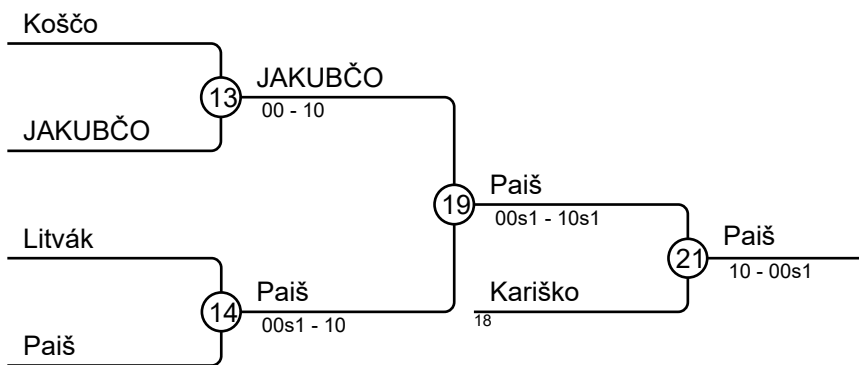 Koščo
13
JAKUBČO
00 - 10
JAKUBČO
19
Paiš
00s1 - 10s1
21
Paiš
10 - 00s1
Litvák
14
Paiš
00s1 - 10
Kariško
18
Paiš